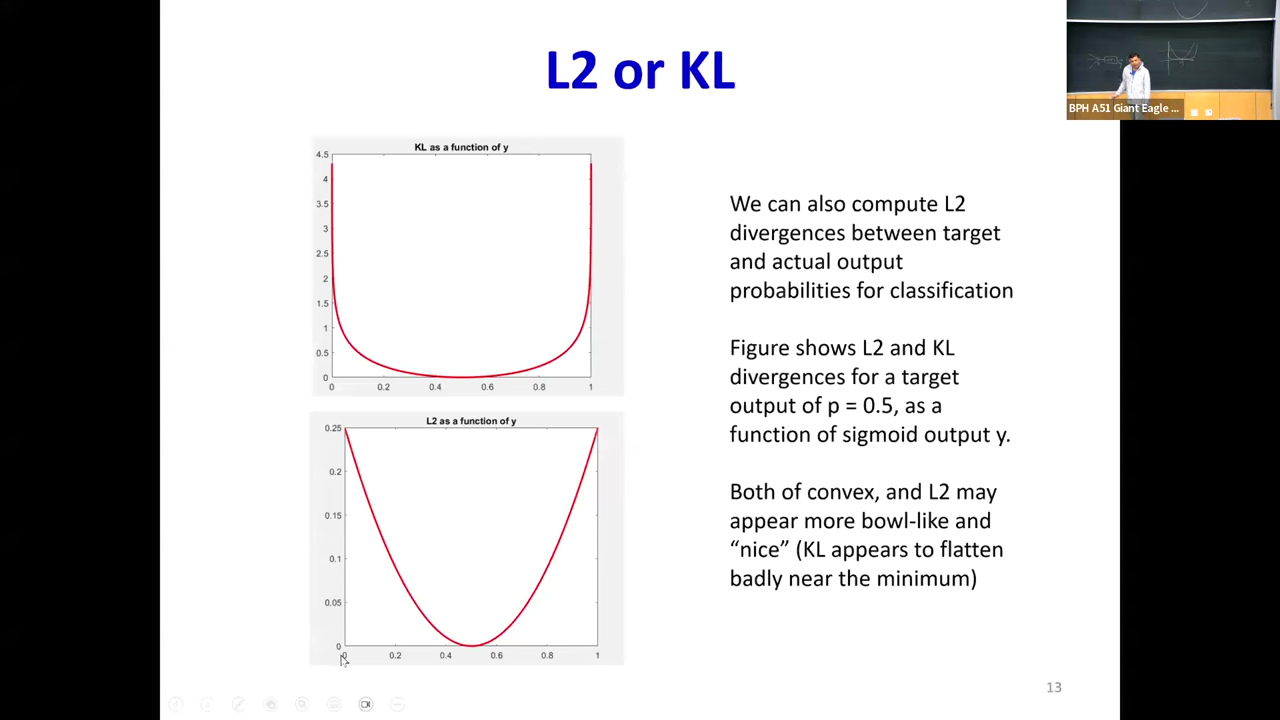 L2 or KL
BPH A51 Giant Eagle ...
KL as a function of y
4.5
4
3.5
3
2.5
2
1.5
1
0.5
0
0 0.2 0.4 0.6 0.8 1
L2 as a function of y
0.25
0.2
0.15
0.1
0.05
0
0 0.2 0.4 0.6 0.8 1
We can also compute L2
divergences between target
and actual output
probabilities for classification
Figure shows L2 and KL
divergences for a target
output of p = 0.5, as a
function of sigmoid output y.
Both of convex, and L2 may
appear more bowl-like and
“nice” (KL appears to flatten
badly near the minimum)
13